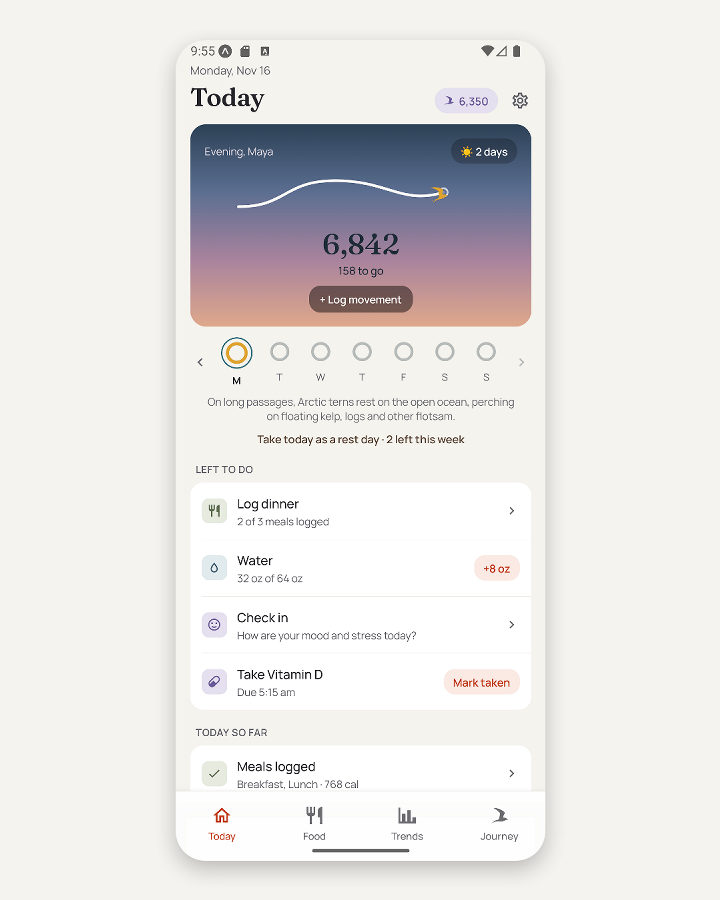 9:55
Monday, Nov 16
Today
6,350
Evening, Maya
2 days
6,842
158 to go
+ Log movement
M T W T F S S
On long passages, Arctic terns rest on the open ocean, perching
on floating kelp, logs and other flotsam.
Take today as a rest day · 2 left this week
LEFT TO DO
Log dinner
2 of 3 meals logged
Water
32 oz of 64 oz
+8 oz
Check in
How are your mood and stress today?
Take Vitamin D
Due 5:15 am
Mark taken
TODAY SO FAR
Meals logged
Breakfast, Lunch · 768 cal
Today Food Trends Journey